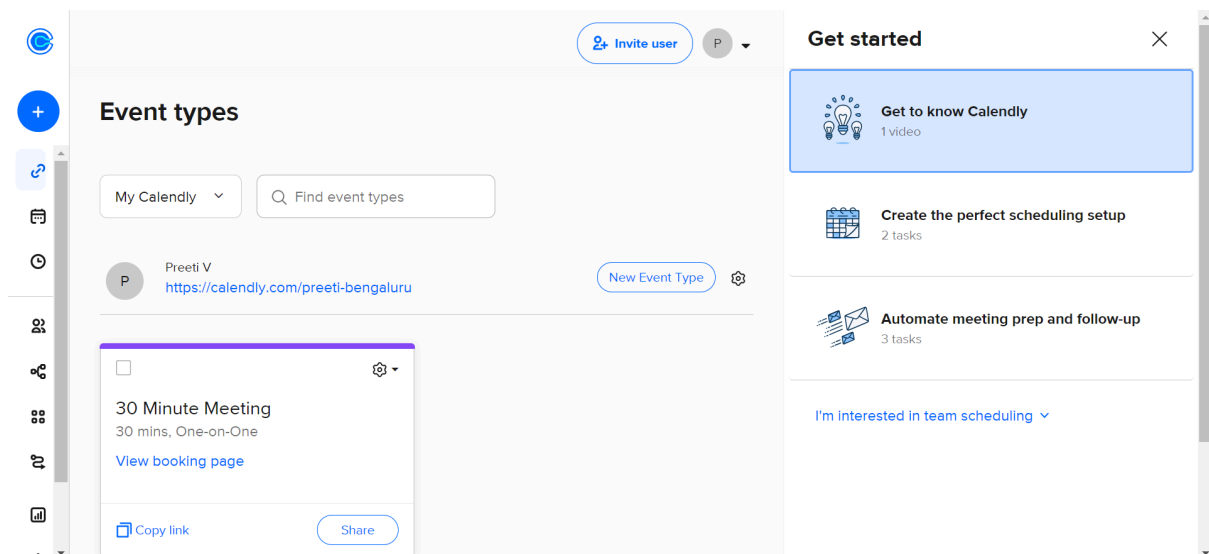 Invite user
P
Event types
My Calendly
Find event types
P
Preeti V
https://calendly.com/preeti-bengaluru
New Event Type
30 Minute Meeting
30 mins, One-on-One
View booking page
Copy link
Share
Get started
Get to know Calendly
1 video
Create the perfect scheduling setup
2 tasks
Automate meeting prep and follow-up
3 tasks
I'm interested in team scheduling